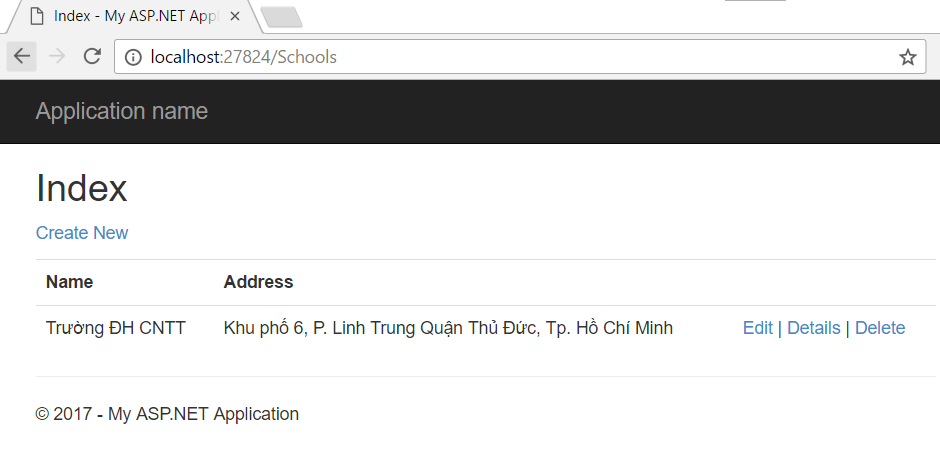 Index - My ASP.NET Appl
localhost:27824/Schools
Application name
Index
Create New
Name Address
Trường ĐH CNTT Khu phố 6, P. Linh Trung Quận Thủ Đức, Tp. Hồ Chí Minh Edit | Details | Delete
© 2017 - My ASP.NET Application